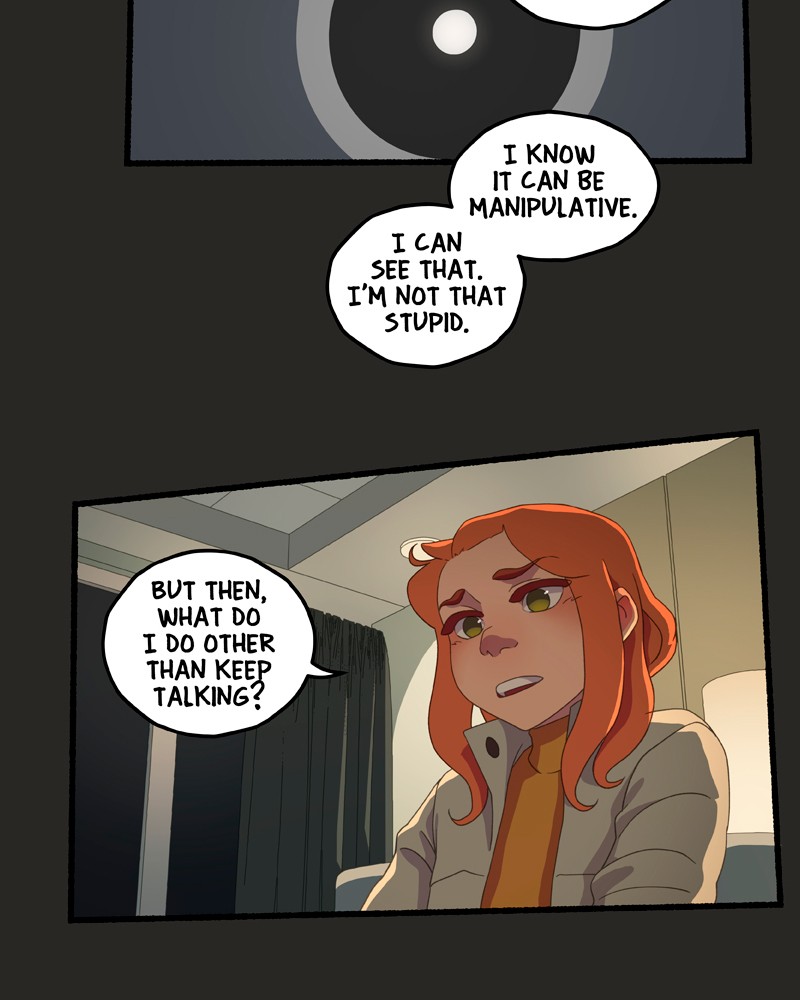 I KNOW
IT CAN BE
MANIPULATIVE.
I CAN
SEE THAT.
I'M NOT THAT
STUPID.
BUT THEN,
WHAT DO
I DO OTHER
THAN KEEP
TALKING?